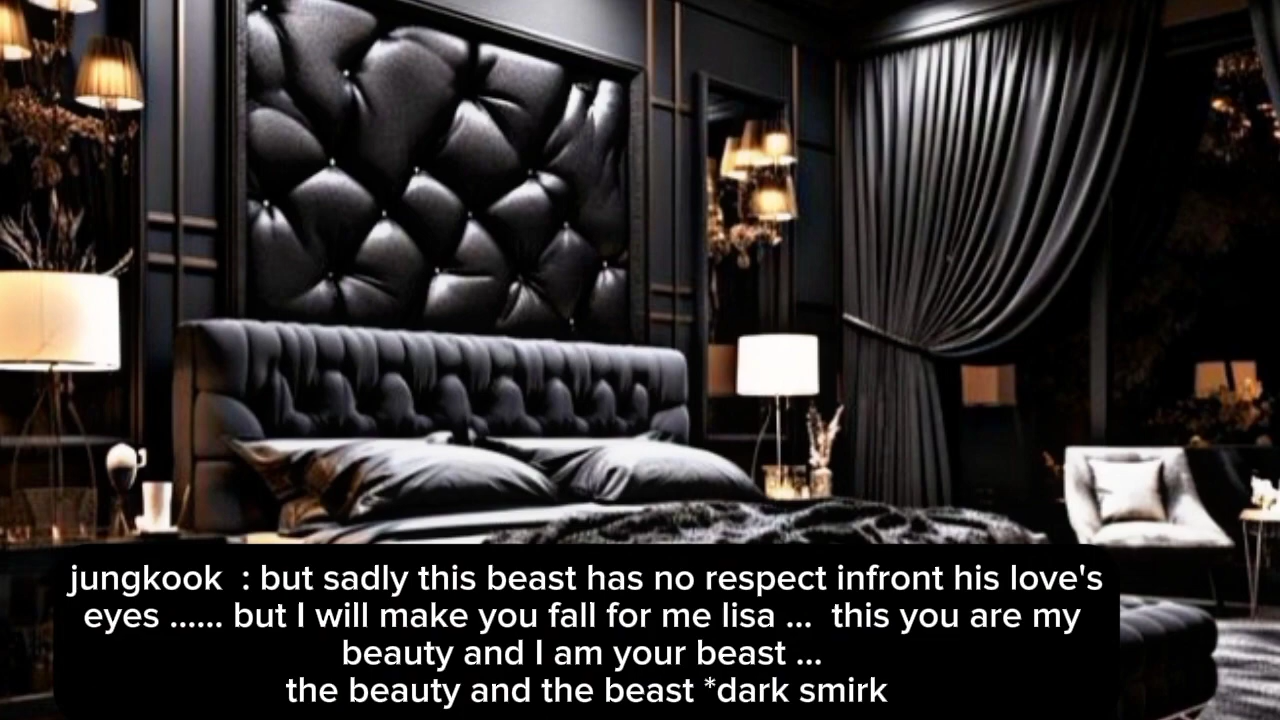 jungkook  : but sadly this beast has no respect infront his love's
eyes ...... but I will make you fall for me lisa ...  this you are my
beauty and I am your beast ...
the beauty and the beast *dark smirk